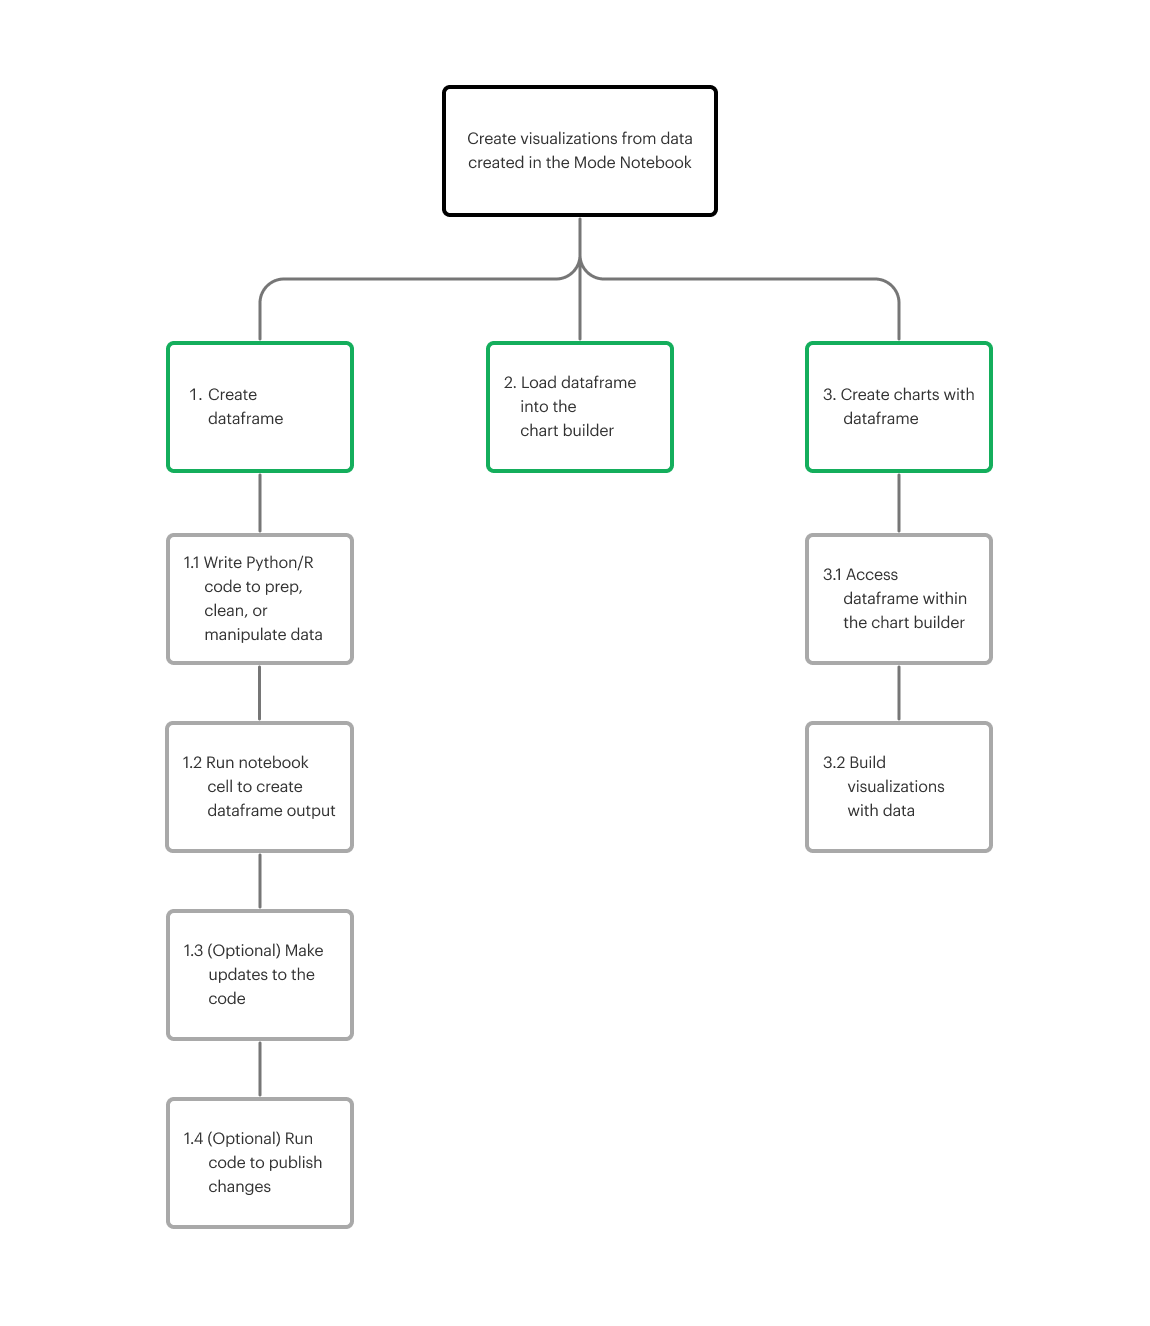 Create visualizations from data
created in the Mode Notebook
1. Create
dataframe
2. Load dataframe
into the
chart builder
3. Create charts with
dataframe
1.1 Write Python/R
code to prep,
clean, or
manipulate data
3.1 Access
dataframe within
the chart builder
1.2 Run notebook
cell to create
dataframe output
3.2 Build
visualizations
with data
1.3 (Optional) Make
updates to the
code
1.4 (Optional) Run
code to publish
changes